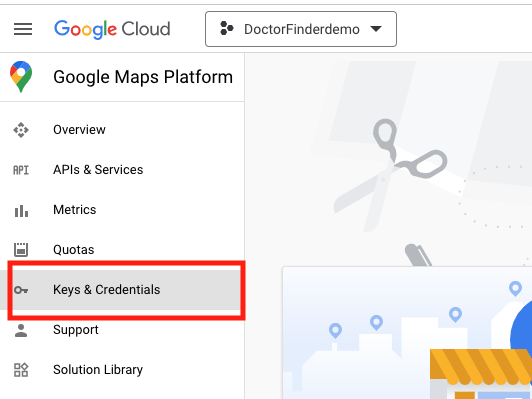 Google Cloud
DoctorFinderdemo
Google Maps Platform
Overview
API
APIs & Services
Metrics
Quotas
Keys & Credentials
Support
Solution Library